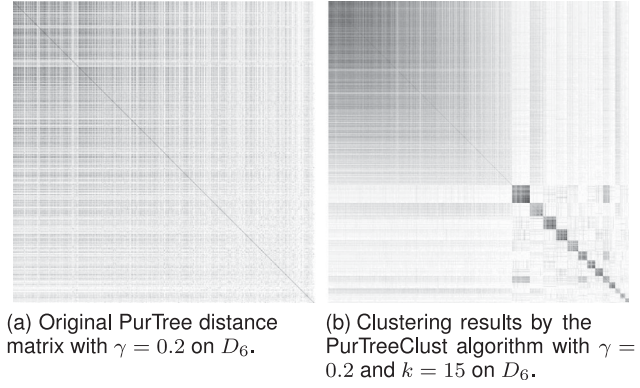 (a) Original PurTree distance
matrix with γ = 0.2 on D₆.
(b) Clustering results by the
PurTreeClust algorithm with γ =
0.2 and k = 15 on D₆.